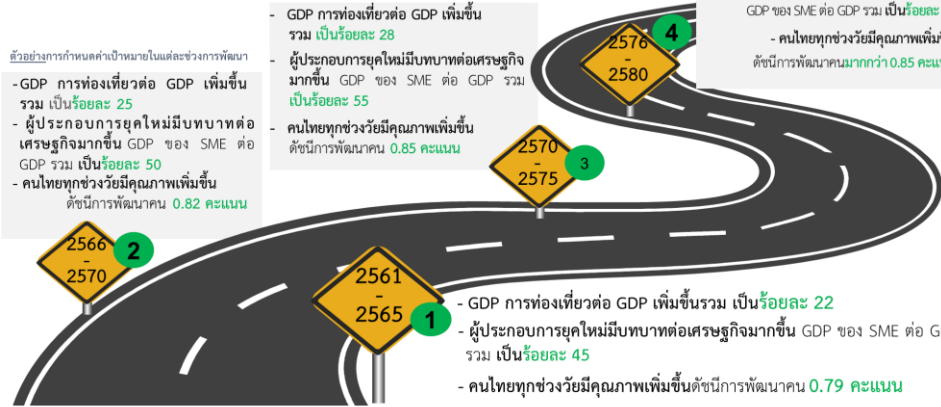 ตัวอย่างการกำหนดค่าเป้าหมายในแต่ละช่วงการพัฒนา
- GDP การท่องเที่ยวต่อ GDP เพิ่มขึ้น
รวม เป็นร้อยละ 25
- ผู้ประกอบการยุคใหม่มีบทบาทต่อ
เศรษฐกิจมากขึ้น GDP ของ SME ต่อ
GDP รวม เป็นร้อยละ 50
- คนไทยทุกช่วงวัยมีคุณภาพเพิ่มขึ้น
ดัชนีการพัฒนาคน 0.82 คะแนน
- GDP การท่องเที่ยวต่อ GDP เพิ่มขึ้น
รวม เป็นร้อยละ 28
- ผู้ประกอบการยุคใหม่มีบทบาทต่อเศรษฐกิจ
มากขึ้น GDP ของ SME ต่อ GDP รวม
เป็นร้อยละ 55
- คนไทยทุกช่วงวัยมีคุณภาพเพิ่มขึ้น
ดัชนีการพัฒนาคน 0.85 คะแนน
GDP ของ SME ต่อ GDP รวม เป็นร้อยละ
- คนไทยทุกช่วงวัยมีคุณภาพเพิ่ม
ดัชนีการพัฒนาคนมากกว่า 0.85
2576
-
2580
4
2570
-
2575
3
2566
-
2570
2
2561
-
2565
1
- GDP การท่องเที่ยวต่อ GDP เพิ่มขึ้นรวม เป็นร้อยละ 22
- ผู้ประกอบการยุคใหม่มีบทบาทต่อเศรษฐกิจมากขึ้น GDP ของ SME ต่อ G
รวม เป็นร้อยละ 45
- คนไทยทุกช่วงวัยมีคุณภาพเพิ่มขึ้นดัชนีการพัฒนาคน 0.79 คะแนน